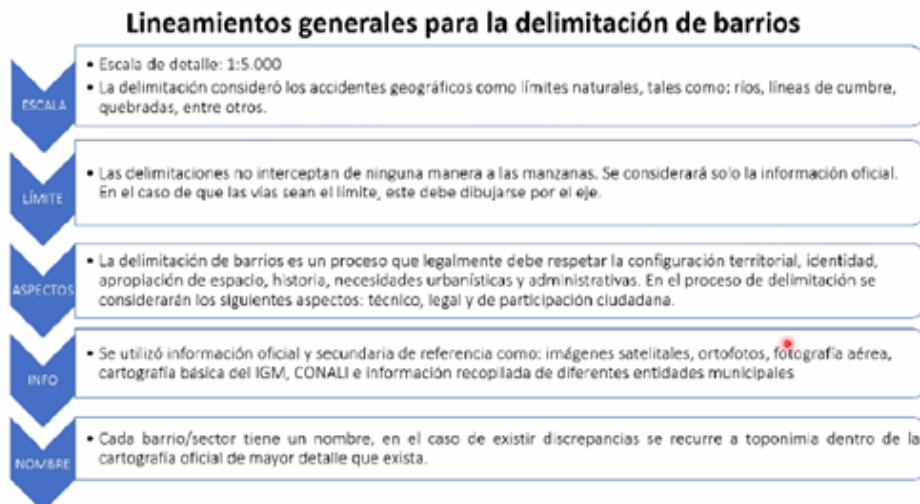 Lineamientos generales para la delimitación de barrios
ESCALA
• Escala de detalle: 1:5.000
• La delimitación consideró los accidentes geográficos como límites naturales, tales como: ríos, líneas de cumbre,
quebradas, entre otros.
LÍMITE
• Las delimitaciones no interceptan de ninguna manera a las manzanas. Se considerará solo la información oficial.
En el caso de que las vías sean el límite, este debe dibujarse por el eje.
ASPECTOS
• La delimitación de barrios es un proceso que legalmente debe respetar la configuración territorial, identidad,
apropiación de espacio, historia, necesidades urbanísticas y administrativas. En el proceso de delimitación se
considerarán los siguientes aspectos: técnico, legal y de participación ciudadana.
INFO
• Se utilizó información oficial y secundaria de referencia como: imágenes satelitales, ortofotos, fotografía aérea,
cartografía básica del IGM, CONALI e información recopilada de diferentes entidades municipales
NOMBRE
• Cada barrio/sector tiene un nombre, en el caso de existir discrepancias se recurre a toponimia dentro de la
cartografía oficial de mayor detalle que exista.